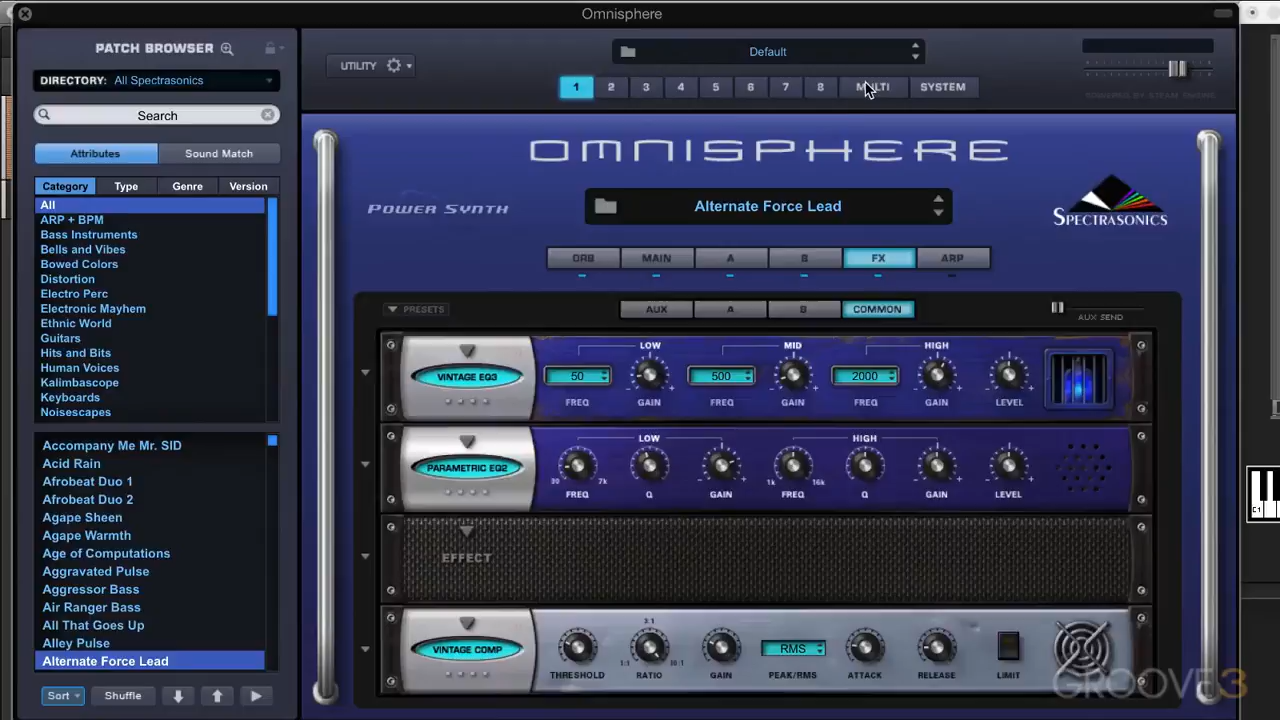 Omnisphere
PATCH BROWSER
DIRECTORY: All Spectrasonics
Search
Attributes Sound Match
Category Type Genre Version
All
ARP + BPM
Bass Instruments
Bells and Vibes
Bowed Colors
Distortion
Electro Perc
Electronic Mayhem
Ethnic World
Guitars
Hits and Bits
Human Voices
Kalimbascope
Keyboards
Noisescapes
Accompany Me Mr. SID
Acid Rain
Afrobeat Duo 1
Afrobeat Duo 2
Agape Sheen
Agape Warmth
Age of Computations
Aggravated Pulse
Aggressor Bass
Air Ranger Bass
All That Goes Up
Alley Pulse
Alternate Force Lead
Sort Shuffle
UTILITY
Default
1 2 3 4 5 6 7 8 MULTI SYSTEM
POWERED BY STEAM ENGINE
OMNISPHERE
POWER SYNTH
Alternate Force Lead
SPECTRASONICS
ORB MAIN A B FX ARP
PRESETS AUX A B COMMON AUX SEND
LOW MID HIGH
VINTAGE EQ3 50 500 2000
FREQ GAIN FREQ GAIN FREQ GAIN LEVEL
LOW HIGH
PARAMETRIC EQ2
30 7k 1k 16k
FREQ Q GAIN FREQ Q GAIN LEVEL
EFFECT
3:1
VINTAGE COMP RMS
1:1 10:1
THRESHOLD RATIO GAIN PEAK/RMS ATTACK RELEASE LIMIT
C1
GROOVE3